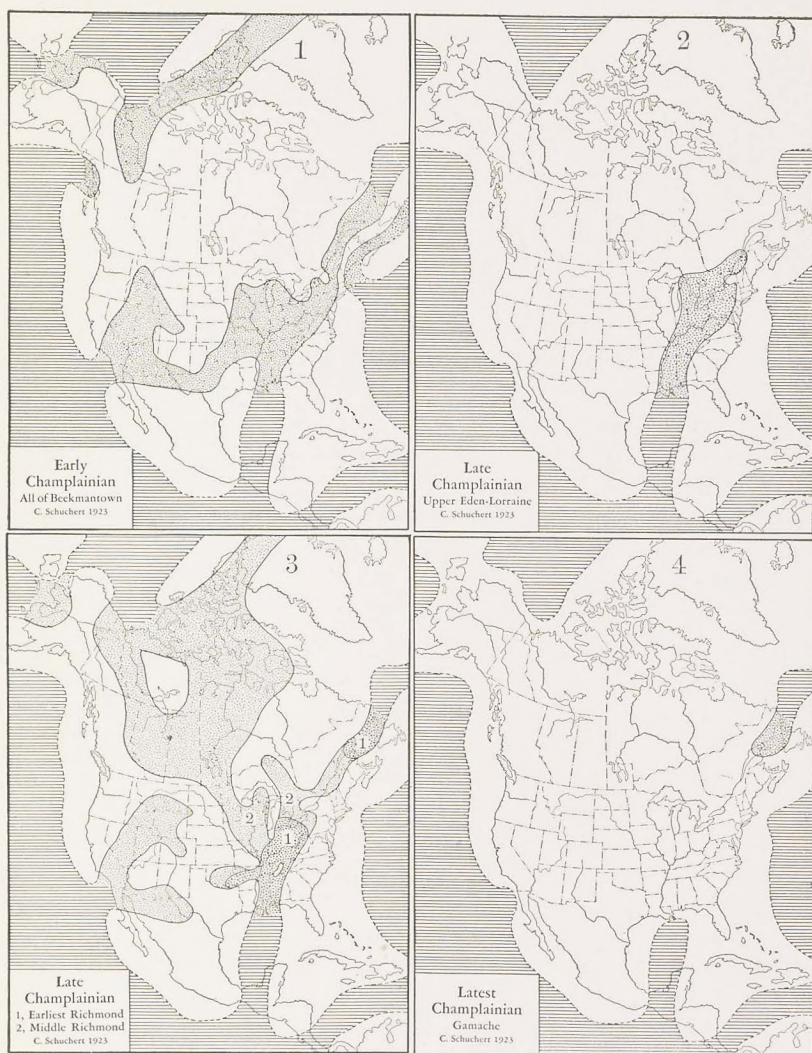 1
Early
Champlainian
All of Beekmantown
C. Schuchert 1923
2
Late
Champlainian
Upper Eden-Lorraine
C. Schuchert 1923
3
1
2
2
1
Late
Champlainian
1, Earliest Richmond
2, Middle Richmond
C. Schuchert 1923
4
Latest
Champlainian
Gamache
C. Schuchert 1923